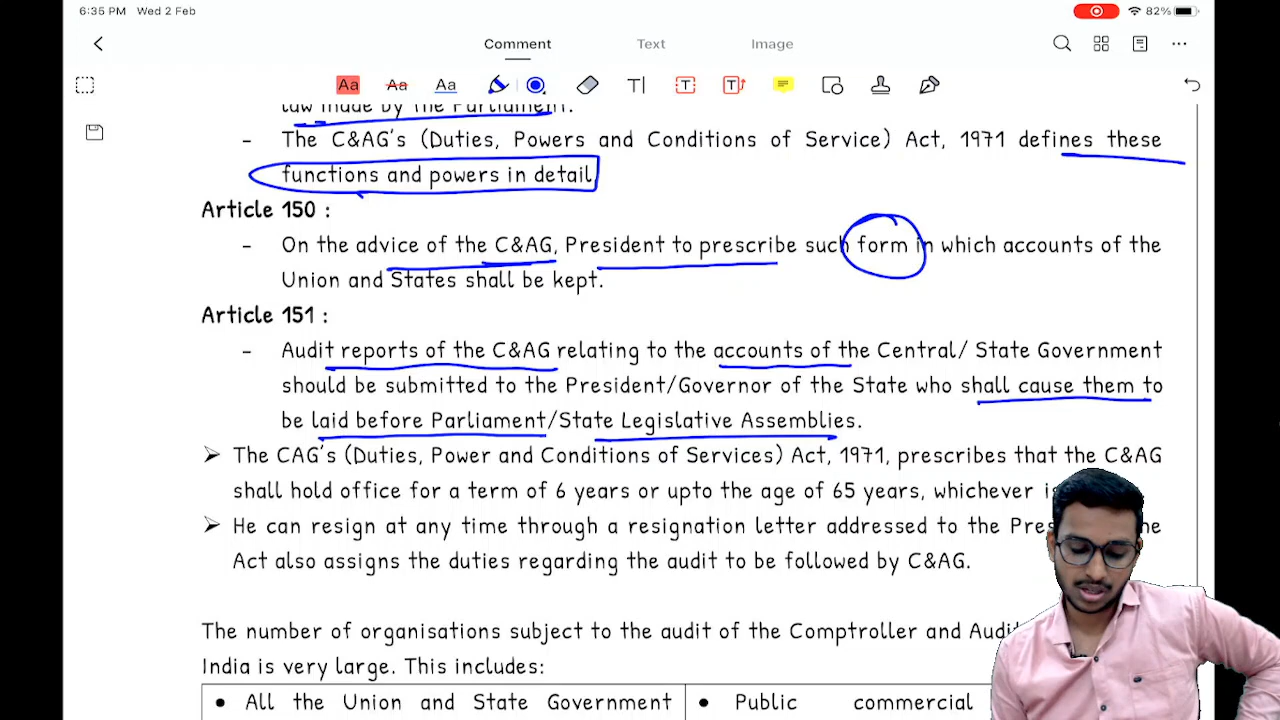 6:35 PM Wed 2 Feb
82%
Comment Text Image
Aa Aa Aa T T T
law made by the Parliament.
- The C&AG's (Duties, Powers and Conditions of Service) Act, 1971 defines these
functions and powers in detail
Article 150 :
- On the advice of the C&AG, President to prescribe such form in which accounts of the
Union and States shall be kept.
Article 151 :
- Audit reports of the C&AG relating to the accounts of the Central/ State Government
should be submitted to the President/Governor of the State who shall cause them to
be laid before Parliament/State Legislative Assemblies.
➢ The CAG's (Duties, Power and Conditions of Services) Act, 1971, prescribes that the C&AG
shall hold office for a term of 6 years or upto the age of 65 years, whichever
➢ He can resign at any time through a resignation letter addressed to the
Act also assigns the duties regarding the audit to be followed by C&AG.
The number of organisations subject to the audit of the Comptroller and
India is very large. This includes:
• All the Union and State Government • Public commercial